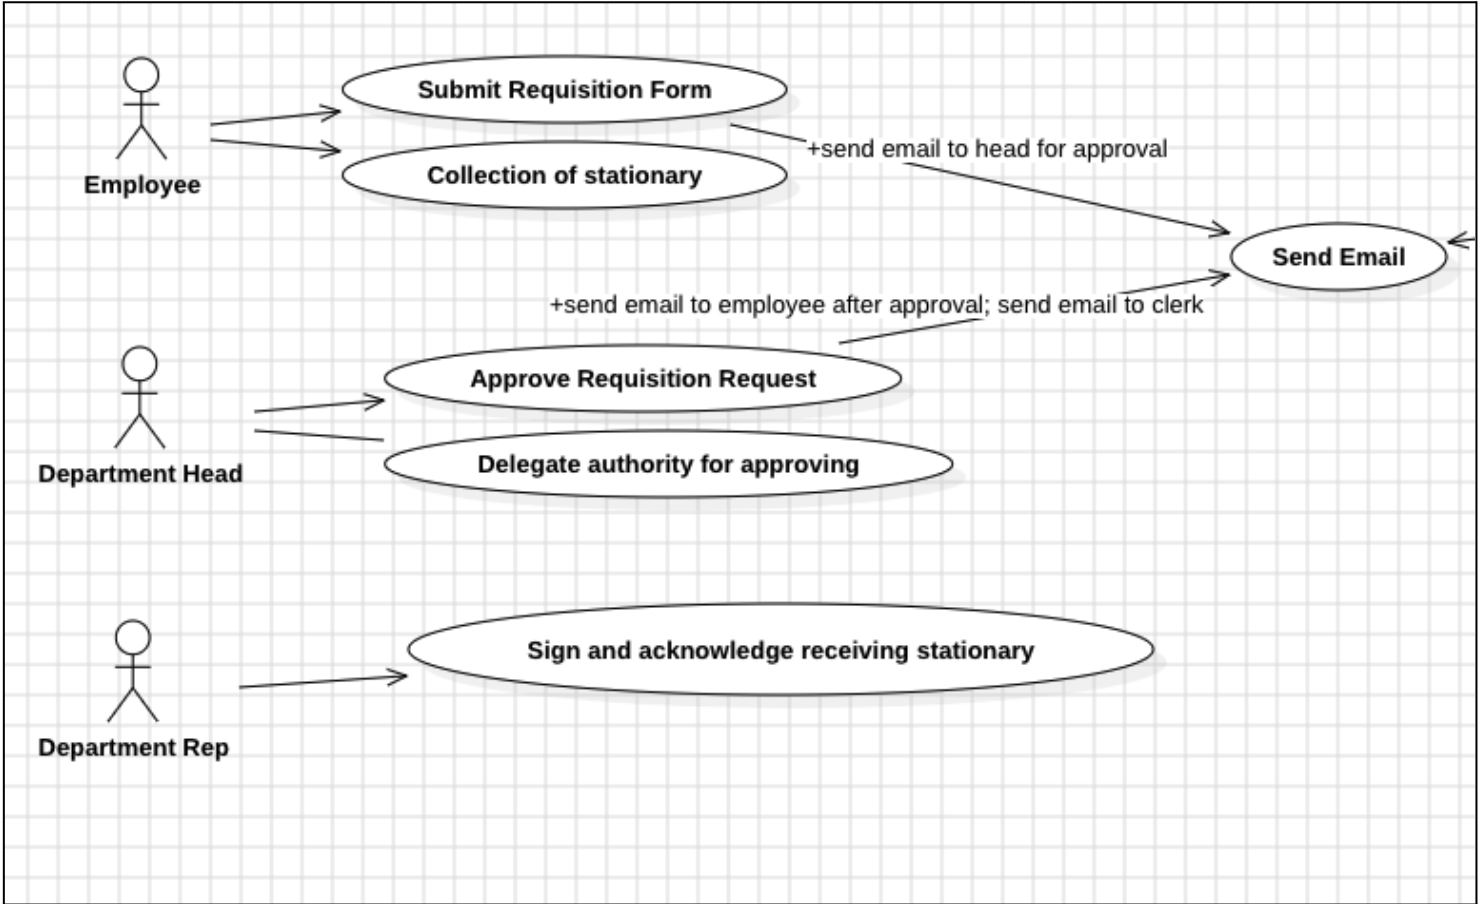 Submit Requisition Form
+send email to head for approval
Collection of stationary
Employee
Send Email
+send email to employee after approval; send email to clerk
Approve Requisition Request
Delegate authority for approving
Department Head
Sign and acknowledge receiving stationary
Department Rep